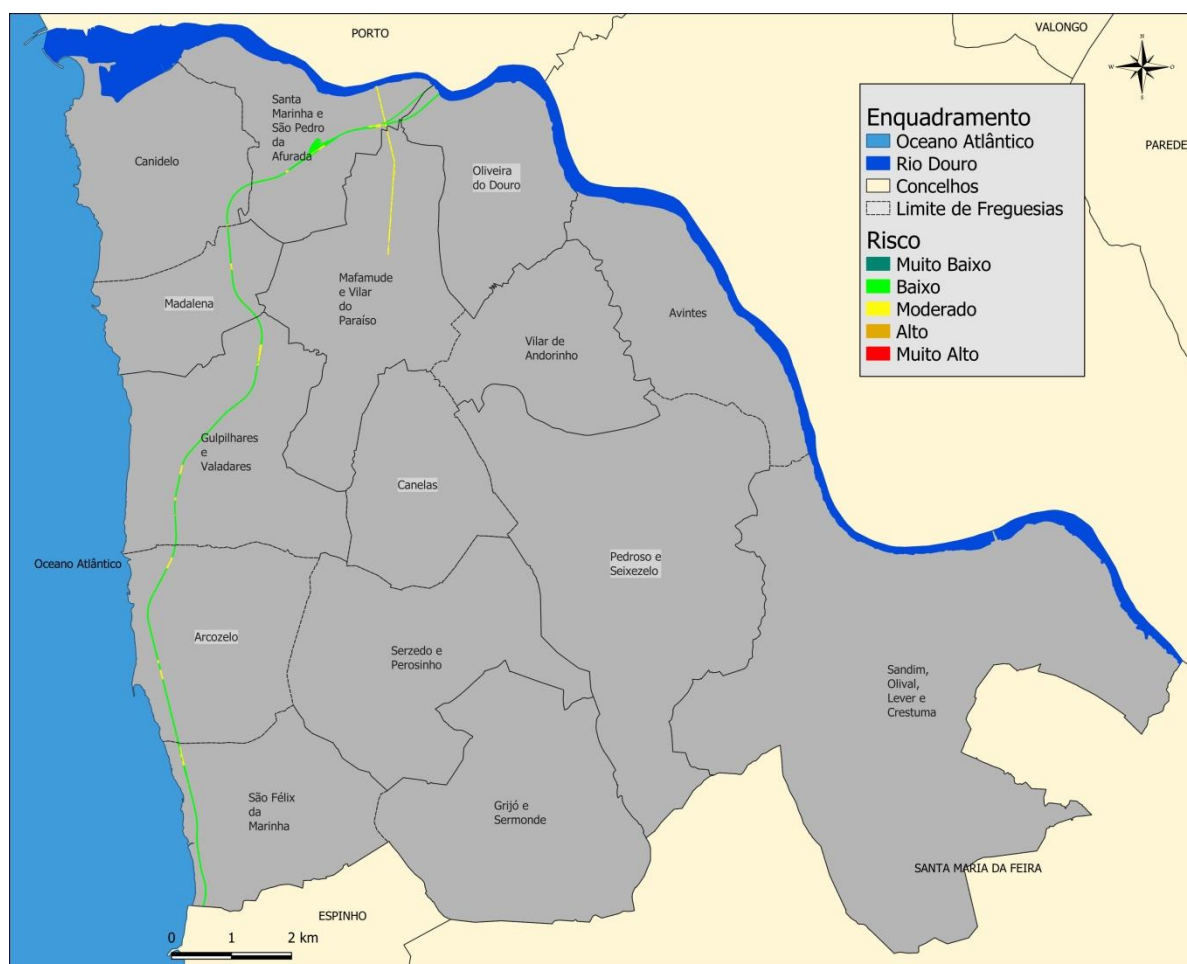 PORTO
VALONGO
N
W
O
S
PAREDE
Enquadramento
Oceano Atlântico
Rio Douro
Concelhos
Limite de Freguesias
Risco
Muito Baixo
Baixo
Moderado
Alto
Muito Alto
Santa
Marinha e
São Pedro
da
Afurada
Canidelo
Oliveira
do Douro
Mafamude
e Vilar
do
Paraíso
Madalena
Avintes
Vilar de
Andorinho
Gulpilhares
e
Valadares
Canelas
Oceano Atlântico
Pedroso e
Seixezelo
Arcozelo
Serzedo e
Perosinho
Sandim,
Olival,
Lever e
Crestuma
São Félix
da
Marinha
Grijó e
Sermonde
SANTA MARIA DA FEIRA
ESPINHO
0 1 2 km